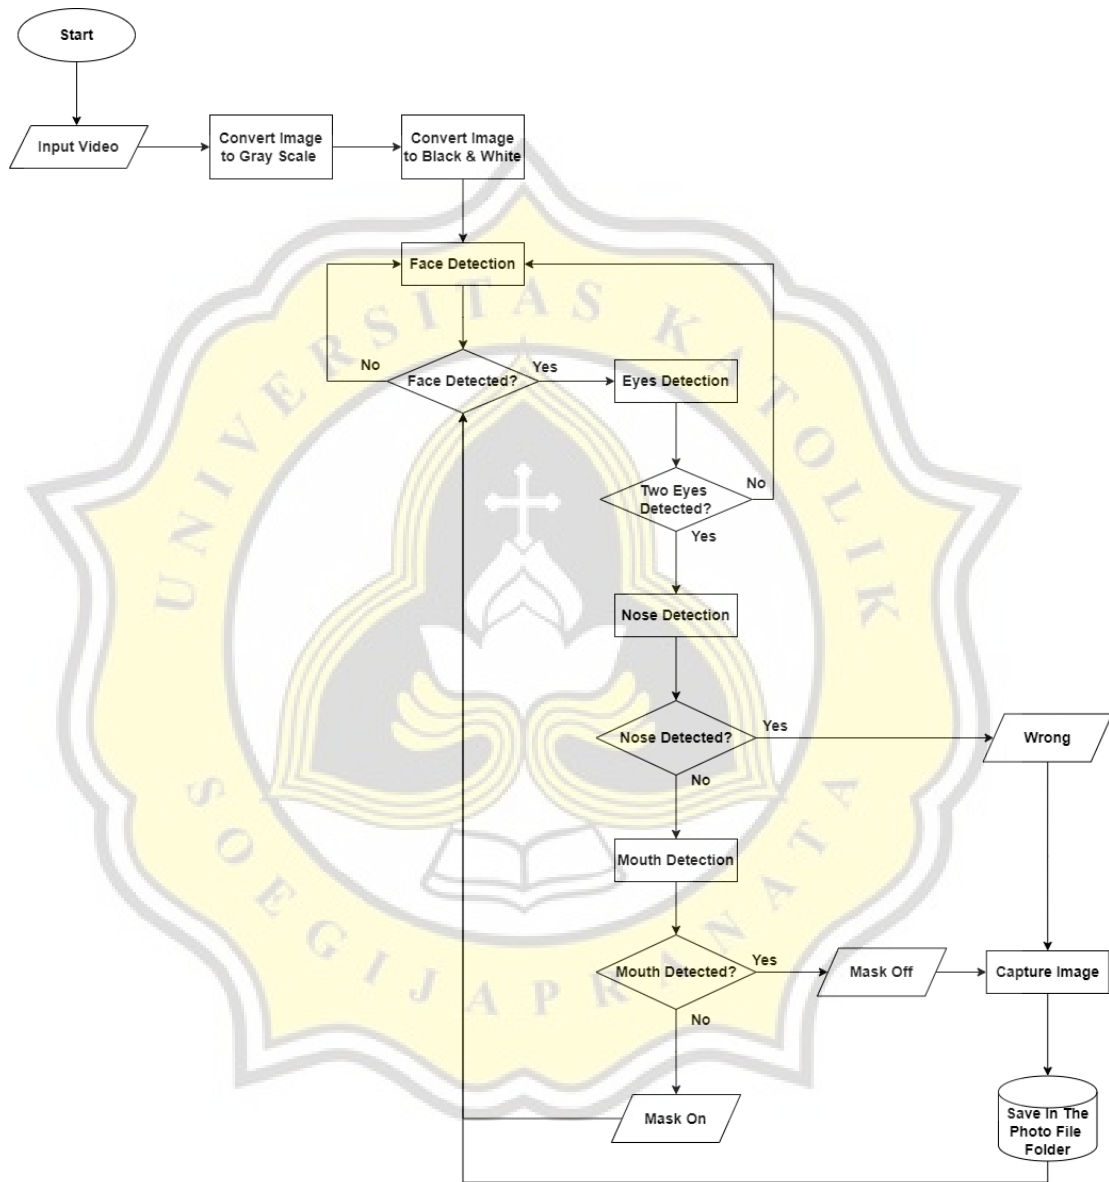 Start
Input Video
Convert Image
to Gray Scale
Convert Image
to Black & White
Face Detection
No
Face Detected?
Yes
Eyes Detection
Two Eyes
Detected?
No
Yes
Nose Detection
Nose Detected?
Yes
Wrong
No
Mouth Detection
Mouth Detected?
Yes
Mask Off
Capture Image
No
Mask On
Save In The
Photo File
Folder
UNIVERSITAS KATOLIK
SOEGIJAPRANATA